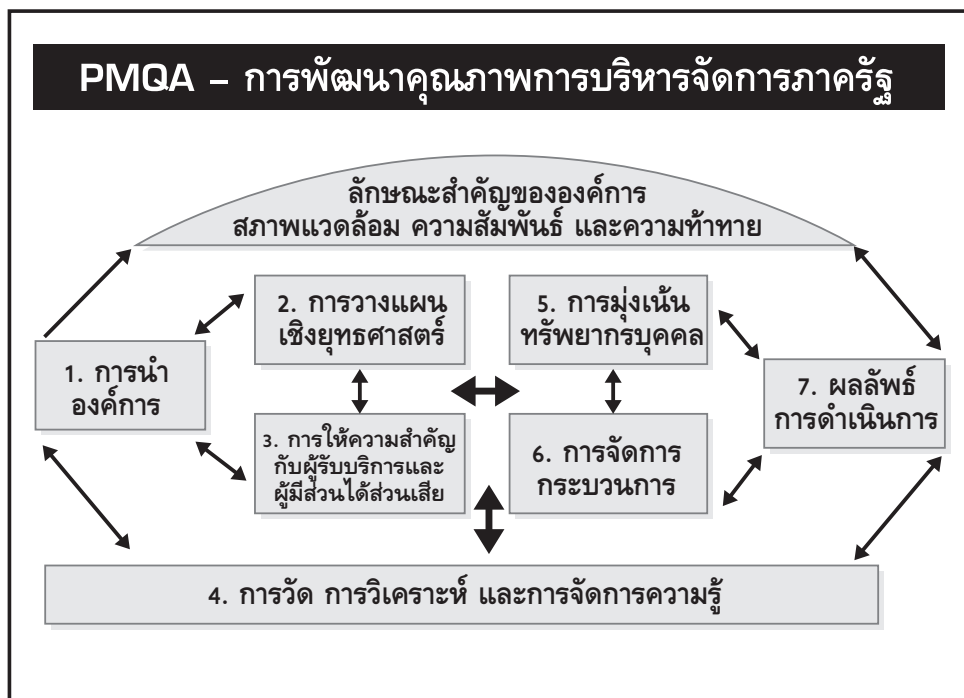 PMQA – การพัฒนาคุณภาพการบริหารจัดการภาครัฐ
ลักษณะสำคัญขององค์การ
สภาพแวดล้อม ความสัมพันธ์ และความท้าทาย
1. การนำ
องค์การ
2. การวางแผน
เชิงยุทธศาสตร์
3. การให้ความสำคัญ
กับผู้รับบริการและ
ผู้มีส่วนได้ส่วนเสีย
5. การมุ่งเน้น
ทรัพยากรบุคคล
6. การจัดการ
กระบวนการ
7. ผลลัพธ์
การดำเนินการ
4. การวัด การวิเคราะห์ และการจัดการความรู้